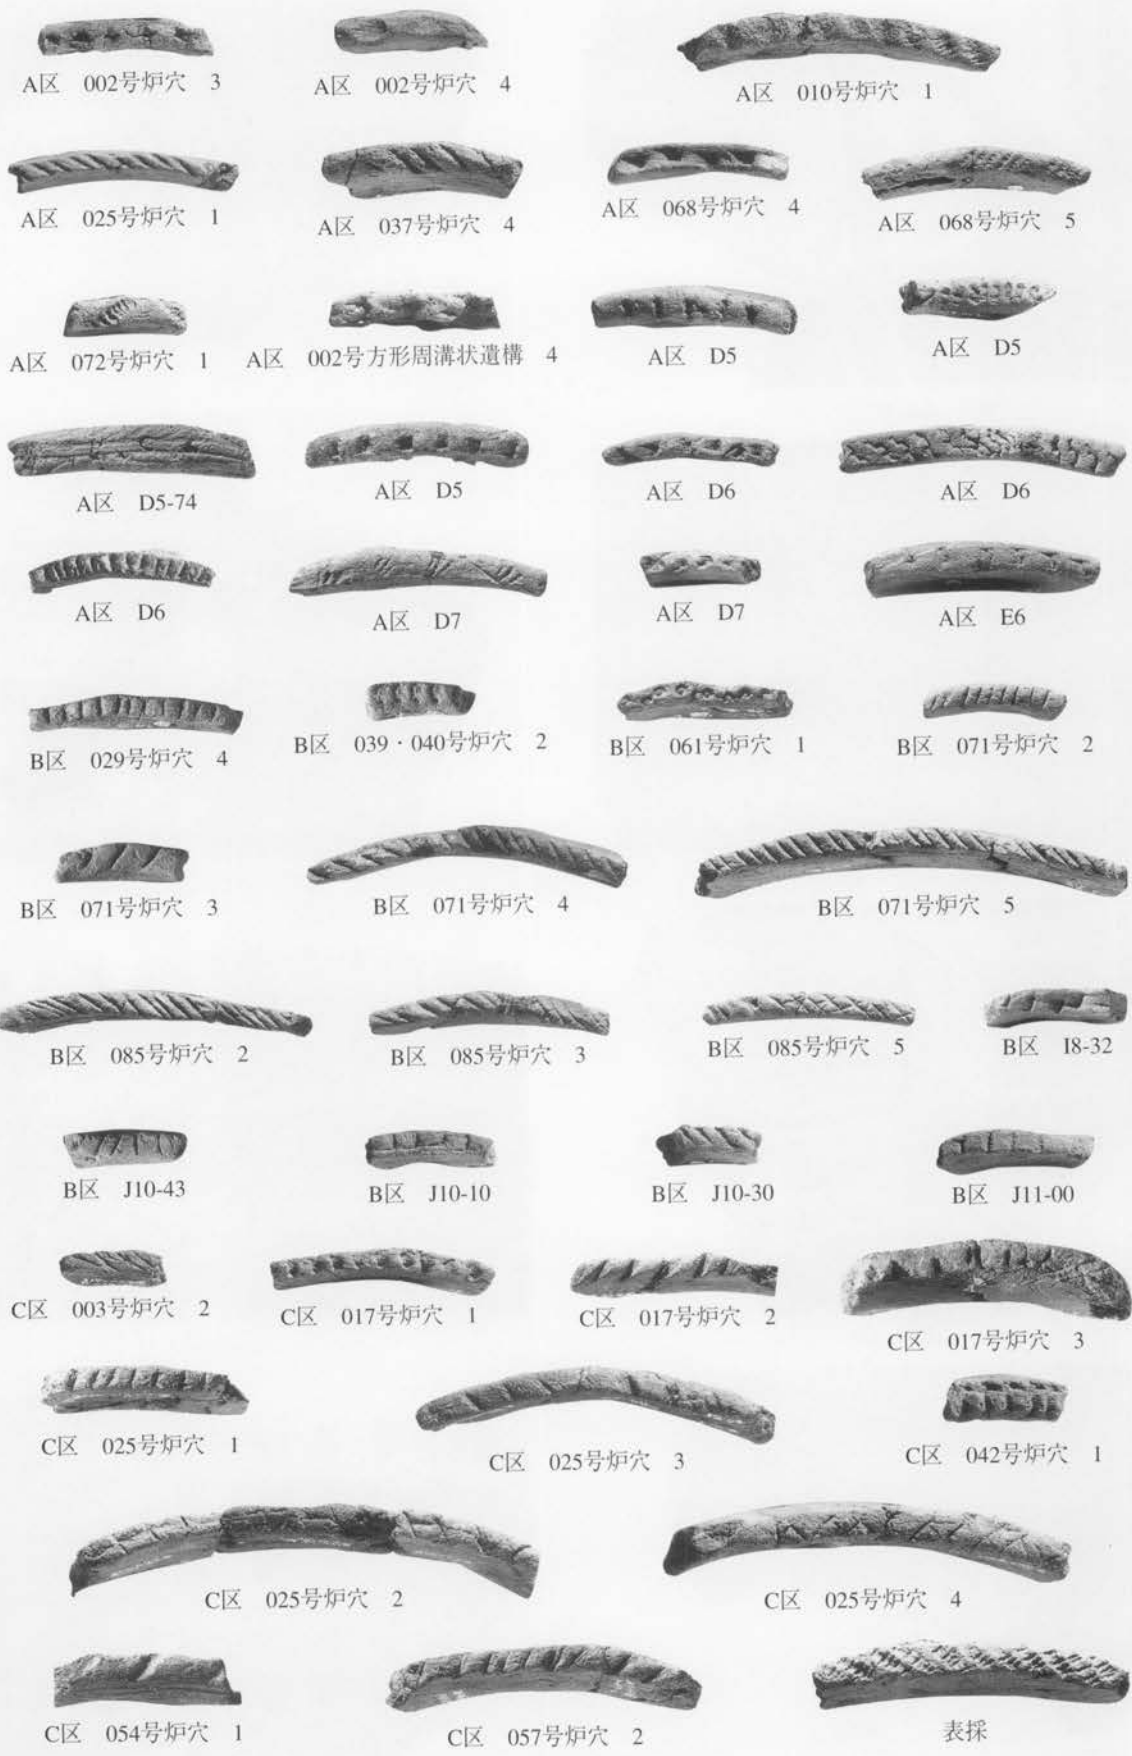 A区　002号炉穴　3
A区　002号炉穴　4
A区　010号炉穴　1
A区　025号炉穴　1
A区　037号炉穴　4
A区　068号炉穴　4
A区　068号炉穴　5
A区　072号炉穴　1
A区　002号方形周溝状遺構　4
A区　D5
A区　D5
A区　D5-74
A区　D5
A区　D6
A区　D6
A区　D6
A区　D7
A区　D7
A区　E6
B区　029号炉穴　4
B区　039・040号炉穴　2
B区　061号炉穴　1
B区　071号炉穴　2
B区　071号炉穴　3
B区　071号炉穴　4
B区　071号炉穴　5
B区　085号炉穴　2
B区　085号炉穴　3
B区　085号炉穴　5
B区　I8-32
B区　J10-43
B区　J10-10
B区　J10-30
B区　J11-00
C区　003号炉穴　2
C区　017号炉穴　1
C区　017号炉穴　2
C区　017号炉穴　3
C区　025号炉穴　1
C区　025号炉穴　3
C区　042号炉穴　1
C区　025号炉穴　2
C区　025号炉穴　4
C区　054号炉穴　1
C区　057号炉穴　2
表採